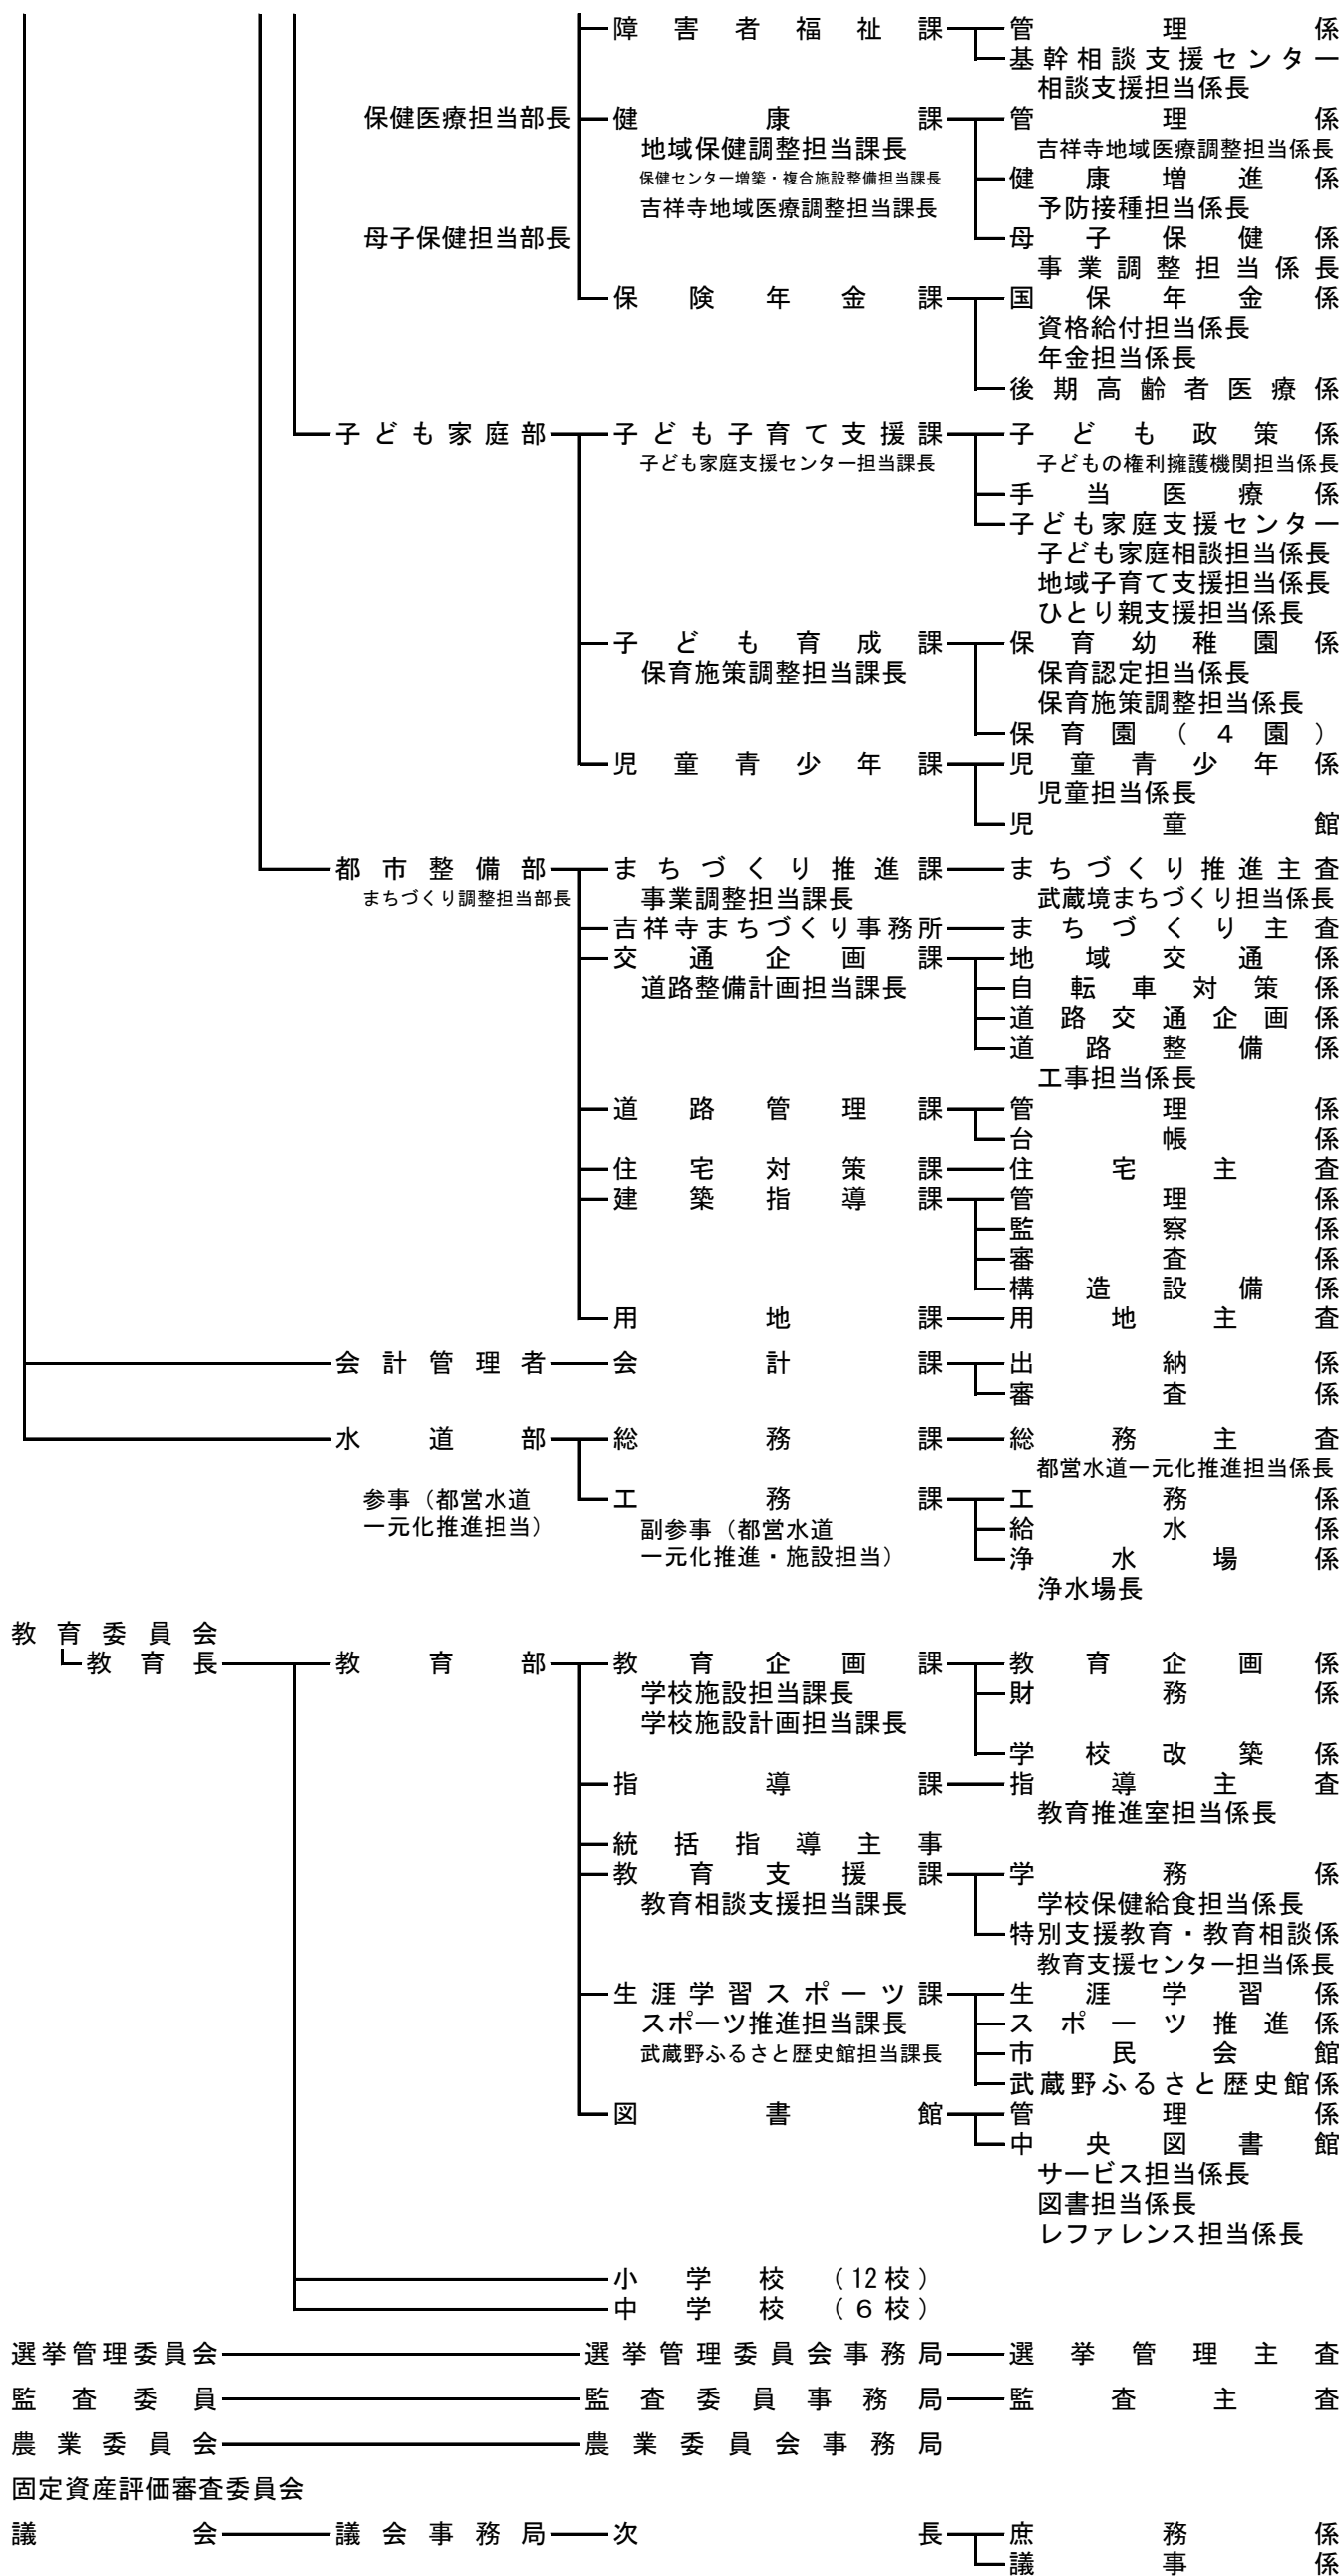 障害者福祉課 管理係
基幹相談支援センター
相談支援担当係長
保健医療担当部長 健康課 管理係
地域保健調整担当課長 吉祥寺地域医療調整担当係長
保健センター増築・複合施設整備担当課長 健康増進係
吉祥寺地域医療調整担当課長 予防接種担当係長
母子保健担当部長 母子保健係
事業調整担当係長
保険年金課 国保年金係
資格給付担当係長
年金担当係長
後期高齢者医療係
子ども家庭部 子ども子育て支援課 子ども政策係
子ども家庭支援センター担当課長 子どもの権利擁護機関担当係長
手当医療係
子ども家庭支援センター
子ども家庭相談担当係長
地域子育て支援担当係長
ひとり親支援担当係長
子ども育成課 保育幼稚園係
保育施策調整担当課長 保育認定担当係長
保育施策調整担当係長
保育園（4園）
児童青少年課 児童青少年係
児童担当係長
児童館
都市整備部 まちづくり推進課 まちづくり推進主査
まちづくり調整担当部長 事業調整担当課長 武蔵境まちづくり担当係長
吉祥寺まちづくり事務所 まちづくり主査
交通企画課 地域交通係
道路整備計画担当課長 自転車対策係
道路交通企画係
道路整備係
工事担当係長
道路管理課 管理係
台帳係
住宅対策課 住宅主査
建築指導課 管理係
監察係
審査係
構造設備係
用地課 用地主査
会計管理者 会計課 出納係
審査係
水道部 総務課 総務主査
都営水道一元化推進担当係長
参事（都営水道 工務課 工務係
一元化推進担当） 副参事（都営水道 給水係
一元化推進・施設担当） 浄水場係
浄水場長
教育委員会
教育長 教育部 教育企画課 教育企画係
学校施設担当課長 財務係
学校施設計画担当課長
学校改築係
指導課 指導主査
教育推進室担当係長
統括指導主事
教育支援課 学務係
教育相談支援担当課長 学校保健給食担当係長
特別支援教育・教育相談係
教育支援センター担当係長
生涯学習スポーツ課 生涯学習係
スポーツ推進担当課長 スポーツ推進係
武蔵野ふるさと歴史館担当課長 市民会館
武蔵野ふるさと歴史館係
図書館 管理係
中央図書館
サービス担当係長
図書担当係長
レファレンス担当係長
小学校（12校）
中学校（6校）
選挙管理委員会 選挙管理委員会事務局 選挙管理主査
監査委員 監査委員事務局 監査主査
農業委員会 農業委員会事務局
固定資産評価審査委員会
議会 議会事務局 次長 庶務係
議事係